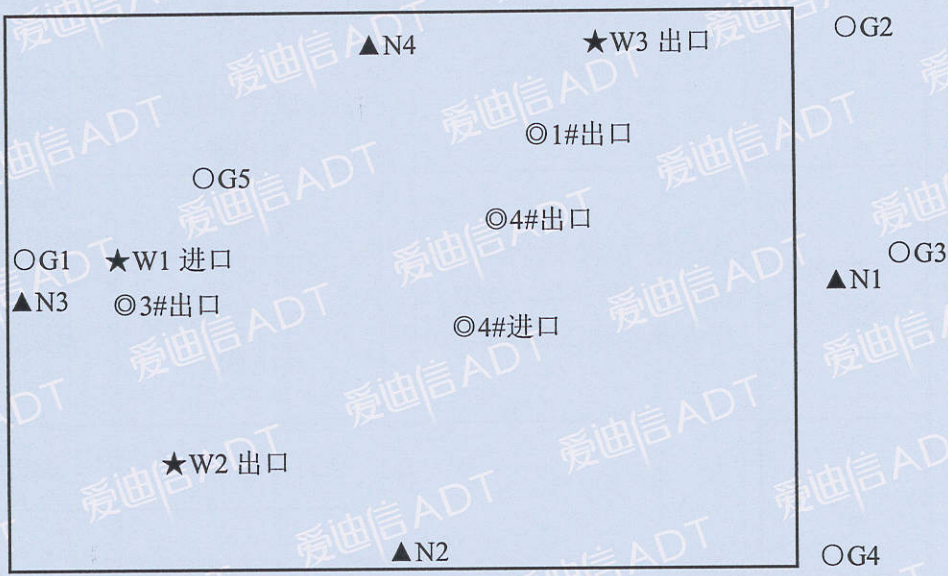 ○G2
▲N4
★W3 出口
◎1#出口
○G5
◎4#出口
○G1
★W1 进口
○G3
▲N1
▲N3
◎3#出口
◎4#进口
★W2 出口
▲N2
○G4
爱迪信ADT